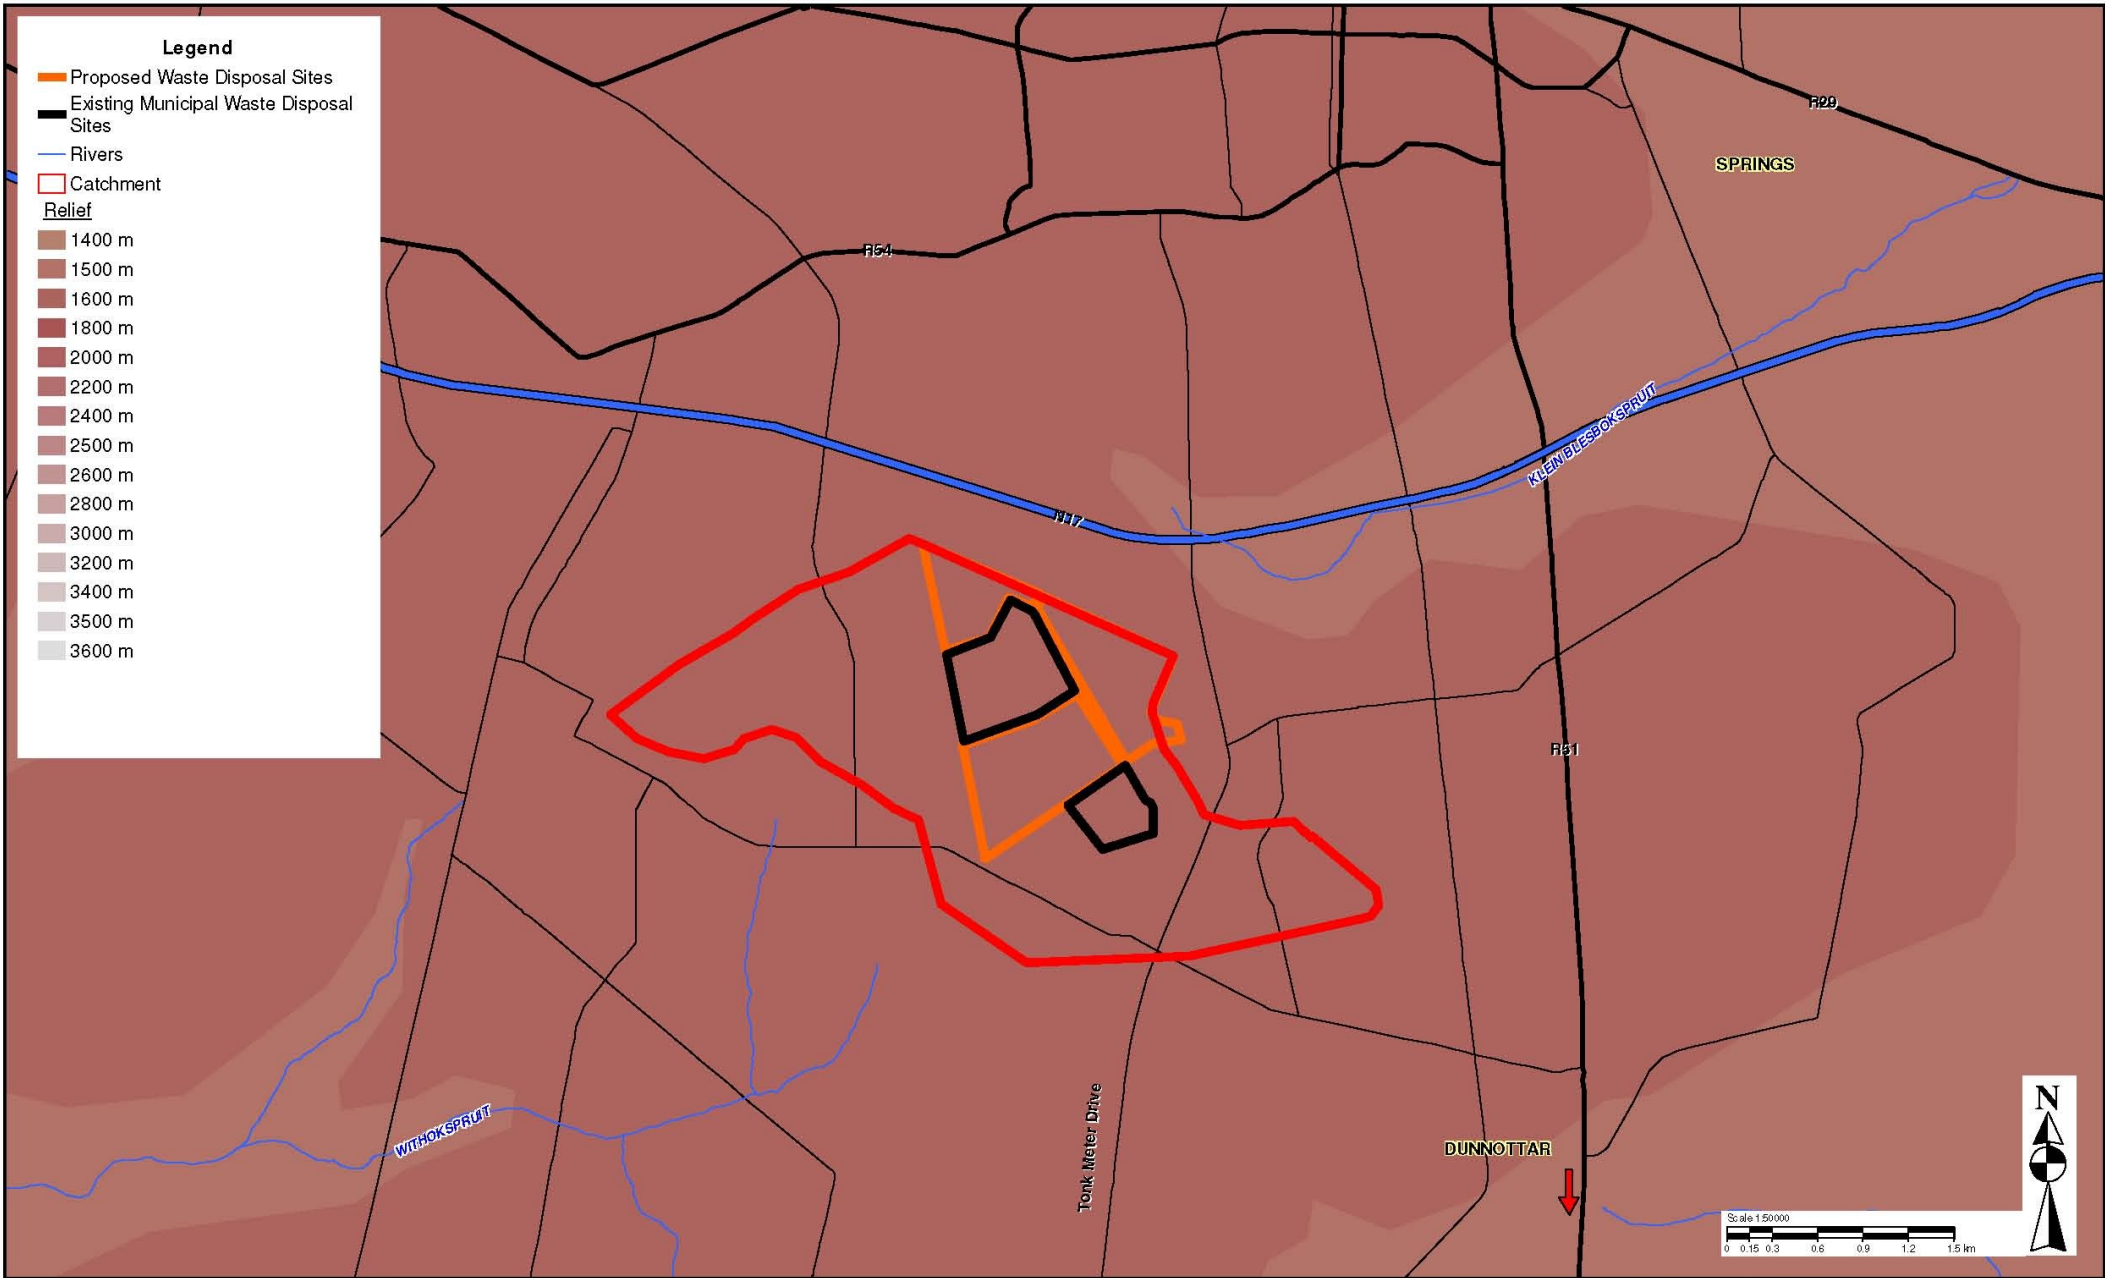 Legend
Proposed Waste Disposal Sites
Existing Municipal Waste Disposal
Sites
Rivers
Catchment
Relief
1400 m
1500 m
1600 m
1800 m
2000 m
2200 m
2400 m
2500 m
2600 m
2800 m
3000 m
3200 m
3400 m
3500 m
3600 m
R29
SPRINGS
R54
KLEIN BLESBOKSPRUIT
N17
R51
WITHOKSPRUIT
Tonk Meter Drive
DUNNOTTAR
N
Scale 1:50000
0 0.15 0.3 0.6 0.9 1.2 1.5 km